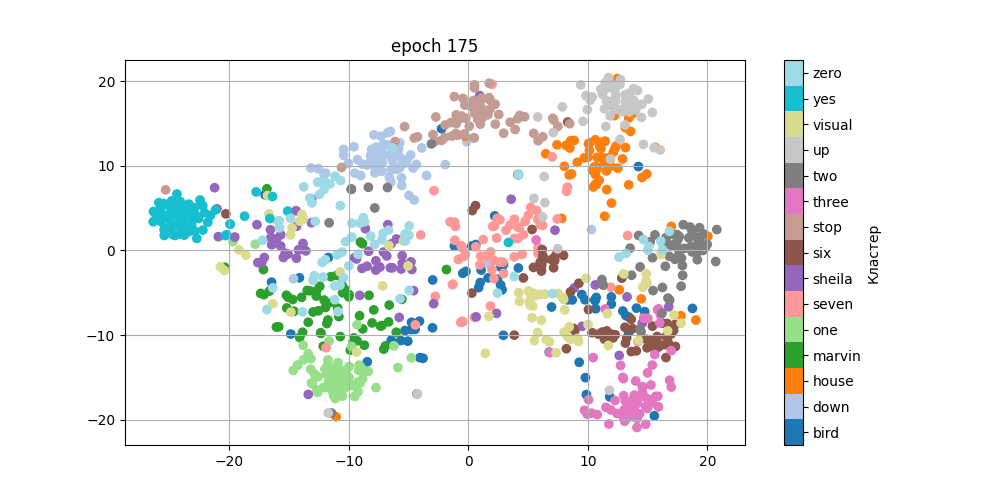 epoch 175
20
10
0
−10
−20
−20
−10
0
10
20
zero
yes
visual
up
two
three
stop
six
sheila
seven
one
marvin
house
down
bird
Кластер